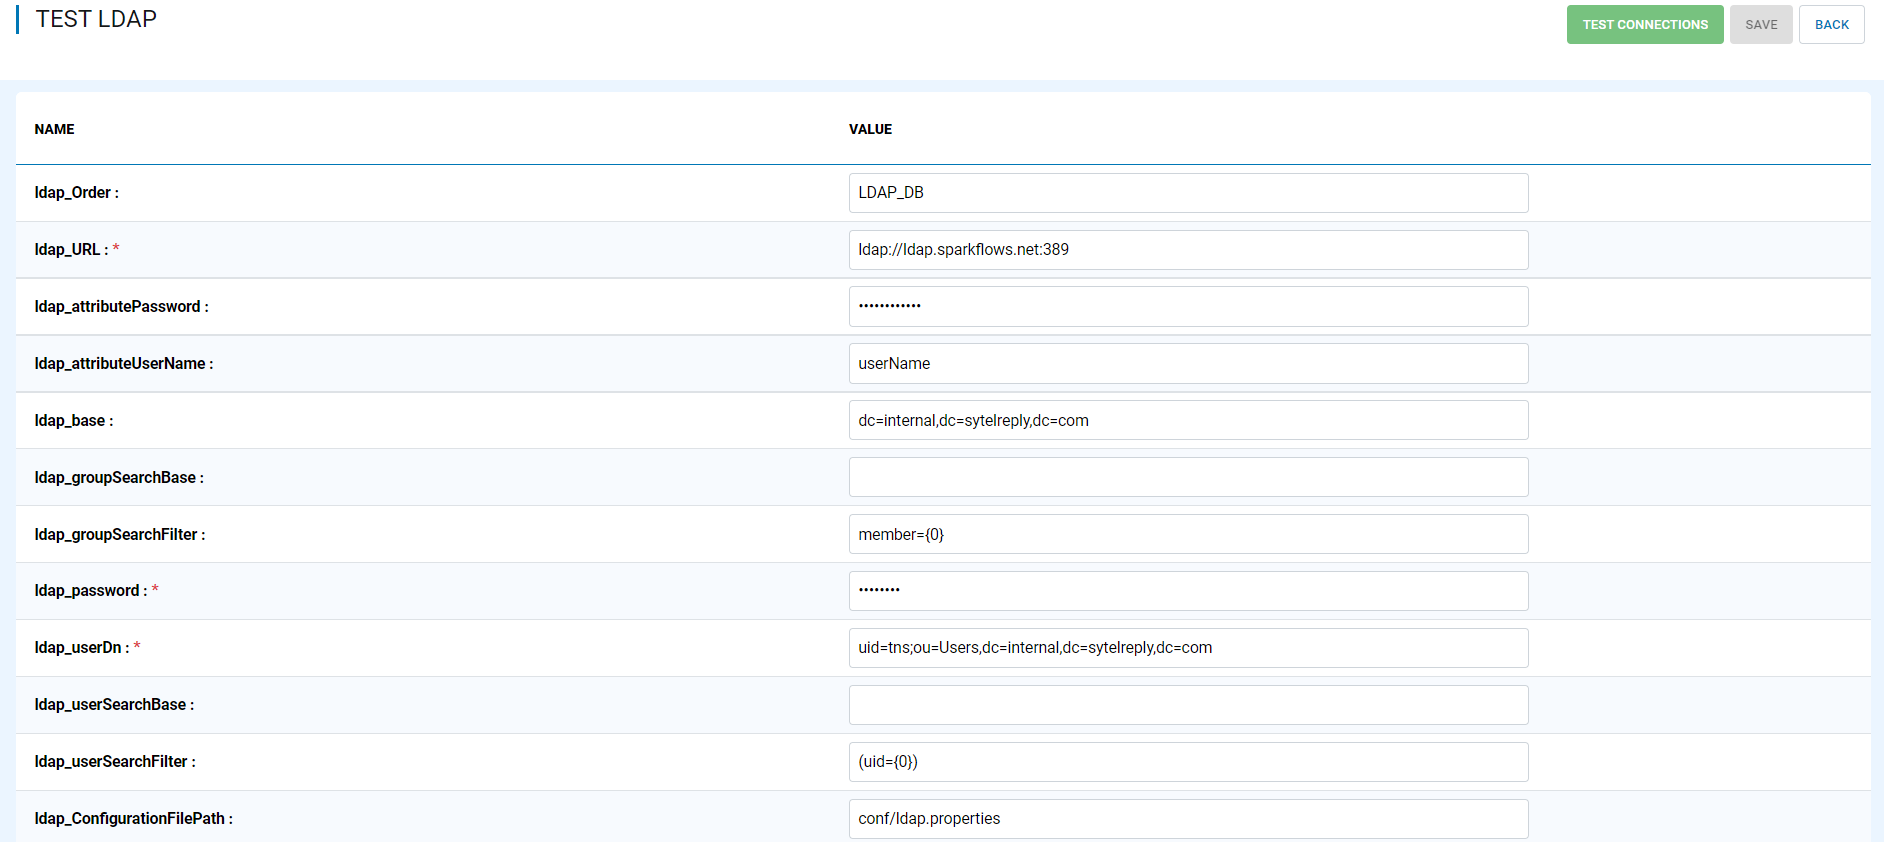 TEST LDAP
TEST CONNECTIONS SAVE BACK
NAME VALUE
ldap_Order : LDAP_DB
ldap_URL : * ldap://ldap.sparkflows.net:389
ldap_attributePassword : ••••••••••••
ldap_attributeUserName : userName
ldap_base : dc=internal,dc=sytelreply,dc=com
ldap_groupSearchBase :
ldap_groupSearchFilter : member={0}
ldap_password : * ••••••••
ldap_userDn : * uid=tns;ou=Users,dc=internal,dc=sytelreply,dc=com
ldap_userSearchBase :
ldap_userSearchFilter : (uid={0})
ldap_ConfigurationFilePath : conf/ldap.properties